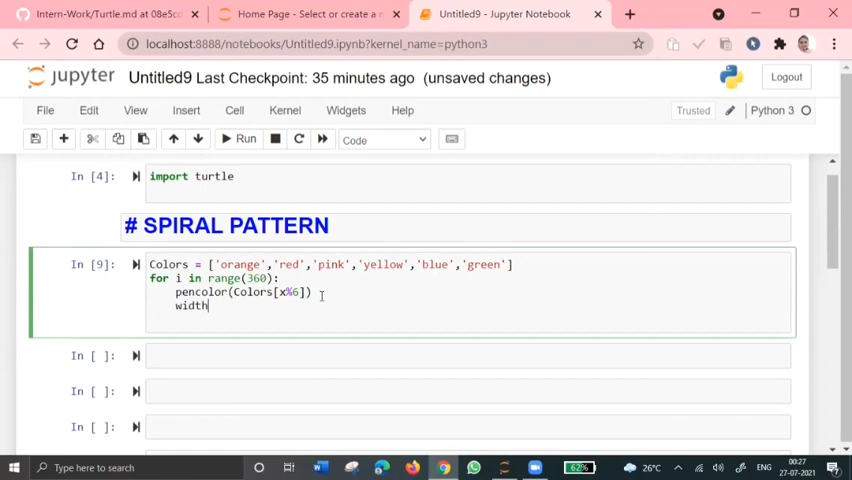 Intern-Work/Turtle.md at 08e5cc
Home Page - Select or create a n
Untitled9 - Jupyter Notebook
localhost:8888/notebooks/Untitled9.ipynb?kernel_name=python3
jupyter
Untitled9 Last Checkpoint: 35 minutes ago (unsaved changes)
Logout
File Edit View Insert Cell Kernel Widgets Help
Trusted
Python 3
Run
Code
In [4]:
import turtle
# SPIRAL PATTERN
In [9]:
Colors = ['orange','red','pink','yellow','blue','green']
for i in range(360):
pencolor(Colors[x%6])
width
In [ ]:
In [ ]:
In [ ]:
Type here to search
62%
26°C
ENG
00:27
27-07-2021